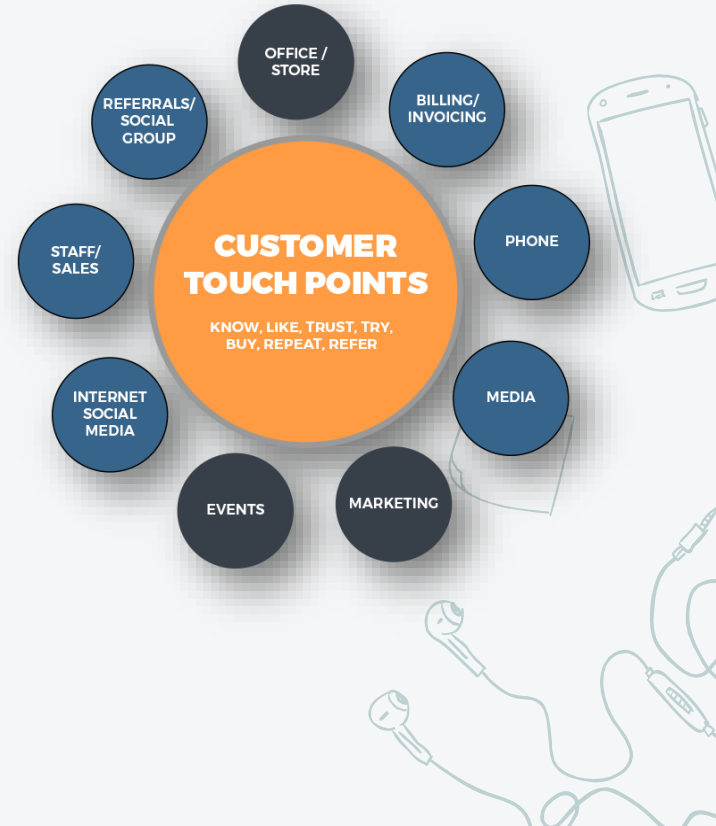 OFFICE /
STORE
BILLING/
INVOICING
PHONE
MEDIA
MARKETING
EVENTS
INTERNET
SOCIAL
MEDIA
STAFF/
SALES
REFERRALS/
SOCIAL
GROUP
CUSTOMER
TOUCH POINTS
KNOW, LIKE, TRUST, TRY,
BUY, REPEAT, REFER